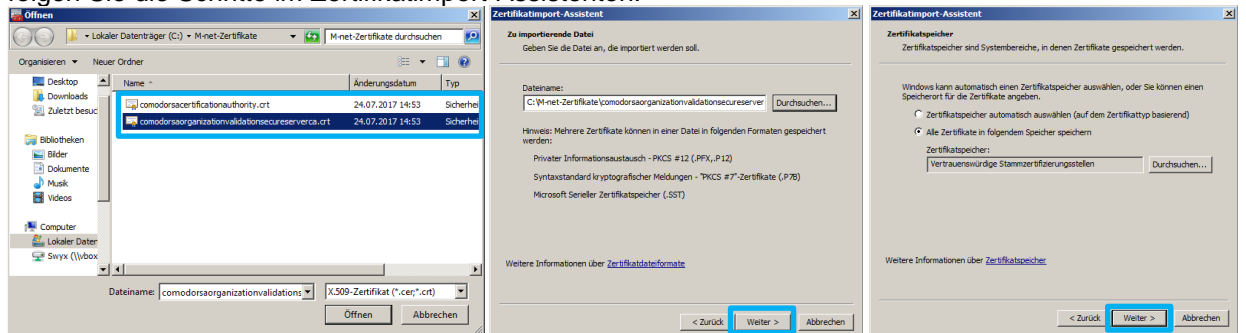 folgen Sie die Schritte im Zertifikatimport-Assistenten.
Öffnen
Lokaler Datenträger (C:) M-net-Zertifikate
M-net-Zertifikate durchsuchen
Organisieren Neuer Ordner
Name Änderungsdatum Typ
Desktop
Downloads
Zuletzt besuc
Bibliotheken
Bilder
Dokumente
Musik
Videos
Computer
Lokaler Daten
Swyx (\\vbox
comodorsacertificationauthority.crt 24.07.2017 14:53 Sicherhei
comodorsaorganizationvalidationsecureserverca.crt 24.07.2017 14:53 Sicherhei
Dateiname: comodorsaorganizationvalidations X.509-Zertifikat (*.cer;*.crt)
Öffnen Abbrechen
Zertifikatimport-Assistent
Zu importierende Datei
Geben Sie die Datei an, die importiert werden soll.
Dateiname:
C:\M-net-Zertifikate\comodorsaorganizationvalidationsecureserver Durchsuchen...
Hinweis: Mehrere Zertifikate können in einer Datei in folgenden Formaten gespeichert
werden:
Privater Informationsaustausch - PKCS #12 (.PFX,.P12)
Syntaxstandard kryptografischer Meldungen - "PKCS #7"-Zertifikate (.P7B)
Microsoft Serieller Zertifikatspeicher (.SST)
Weitere Informationen über Zertifikatdateiformate
< Zurück Weiter > Abbrechen
Zertifikatimport-Assistent
Zertifikatspeicher
Zertifikatspeicher sind Systembereiche, in denen Zertifikate gespeichert werden.
Windows kann automatisch einen Zertifikatspeicher auswählen, oder Sie können einen
Speicherort für die Zertifikate angeben.
Zertifikatspeicher automatisch auswählen (auf dem Zertifikattyp basierend)
Alle Zertifikate in folgendem Speicher speichern
Zertifikatspeicher:
Vertrauenswürdige Stammzertifizierungsstellen Durchsuchen...
Weitere Informationen über Zertifikatspeicher
< Zurück Weiter > Abbrechen